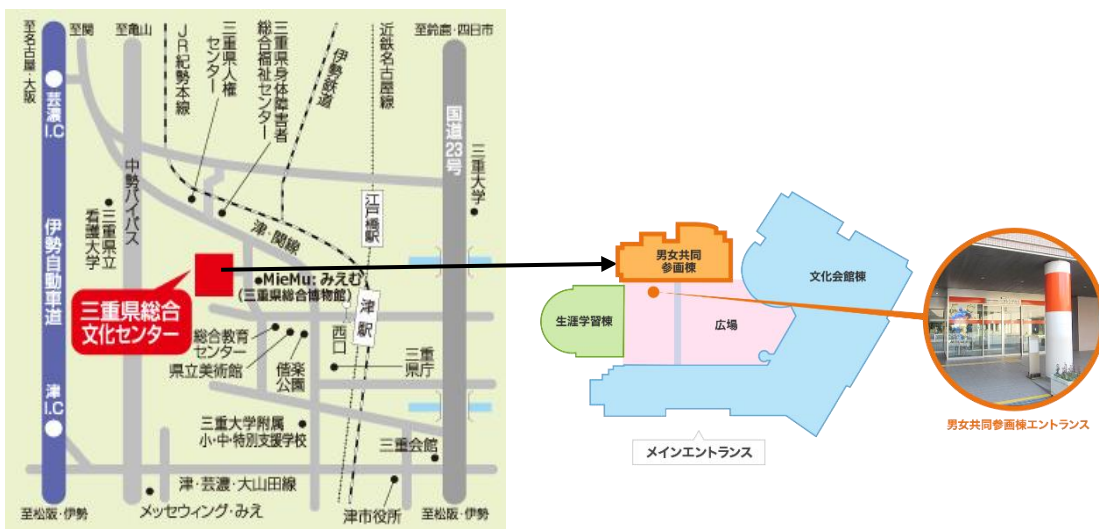 至名古屋・大阪
至関
至亀山
JR紀勢本線
三重県人権
センター
三重県身体障害者
総合福祉センター
伊勢鉄道
近鉄名古屋線
至鈴鹿・四日市
芸濃
I.C
国道23号
三重大学
中勢バイパス
三重県立
看護大学
江戸橋駅
伊勢自動車道
津・関線
●MieMu:みえむ
(三重県総合博物館)
三重県総合
文化センター
津駅
西口
総合教育
センター
県立美術館
偕楽
公園
三重
県庁
津
I.C
三重大学附属
小・中・特別支援学校
三重会館
津・芸濃・大山田線
至松阪・伊勢
メッセウィング・みえ
津市役所
至松阪・伊勢
男女共同
参画棟
文化会館棟
生涯学習棟
広場
メインエントランス
男女共同参画棟エントランス